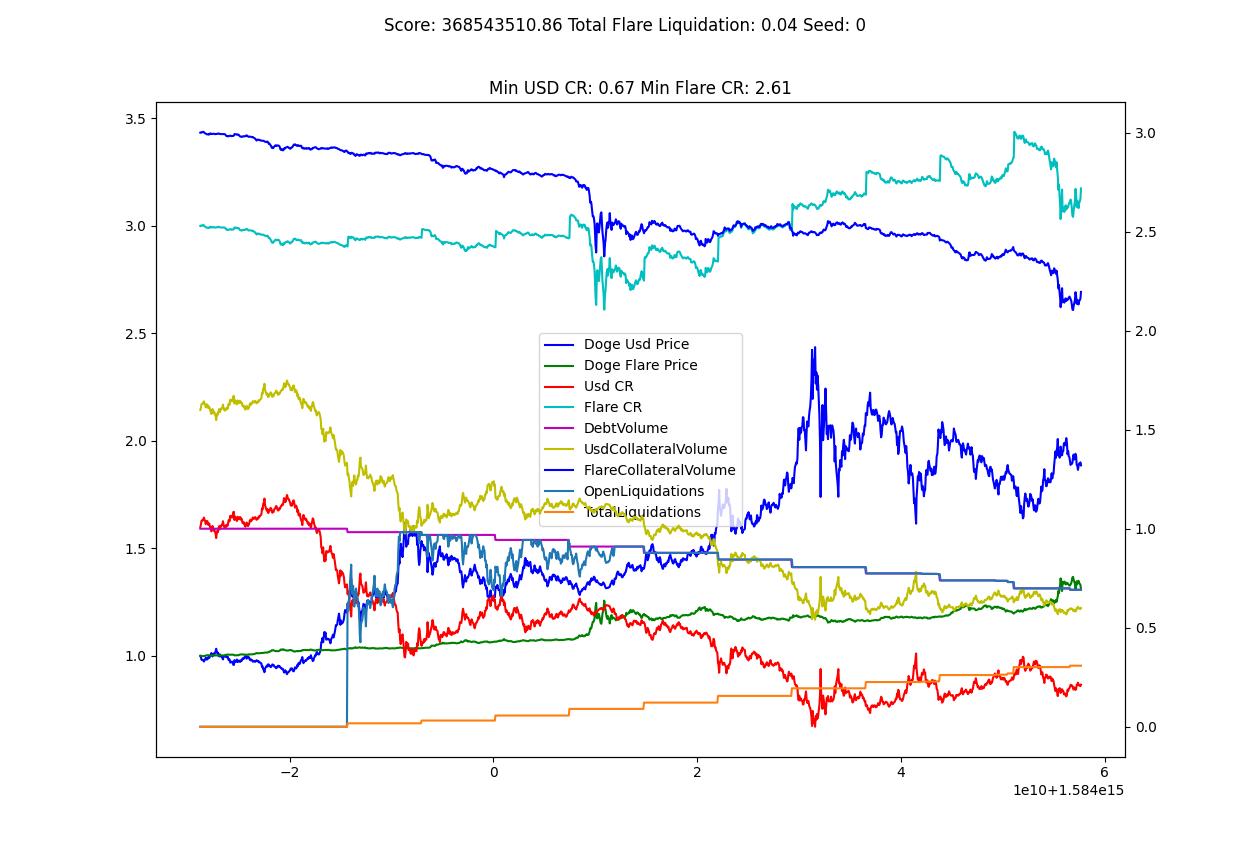 Score: 368543510.86 Total Flare Liquidation: 0.04 Seed: 0
Min USD CR: 0.67 Min Flare CR: 2.61
3.5
3.0
2.5
2.0
1.5
1.0
3.0
2.5
2.0
1.5
1.0
0.5
0.0
Doge Usd Price
Doge Flare Price
Usd CR
Flare CR
DebtVolume
UsdCollateralVolume
FlareCollateralVolume
OpenLiquidations
TotalLiquidations
−2 0 2 4 6
1e10+1.584e15